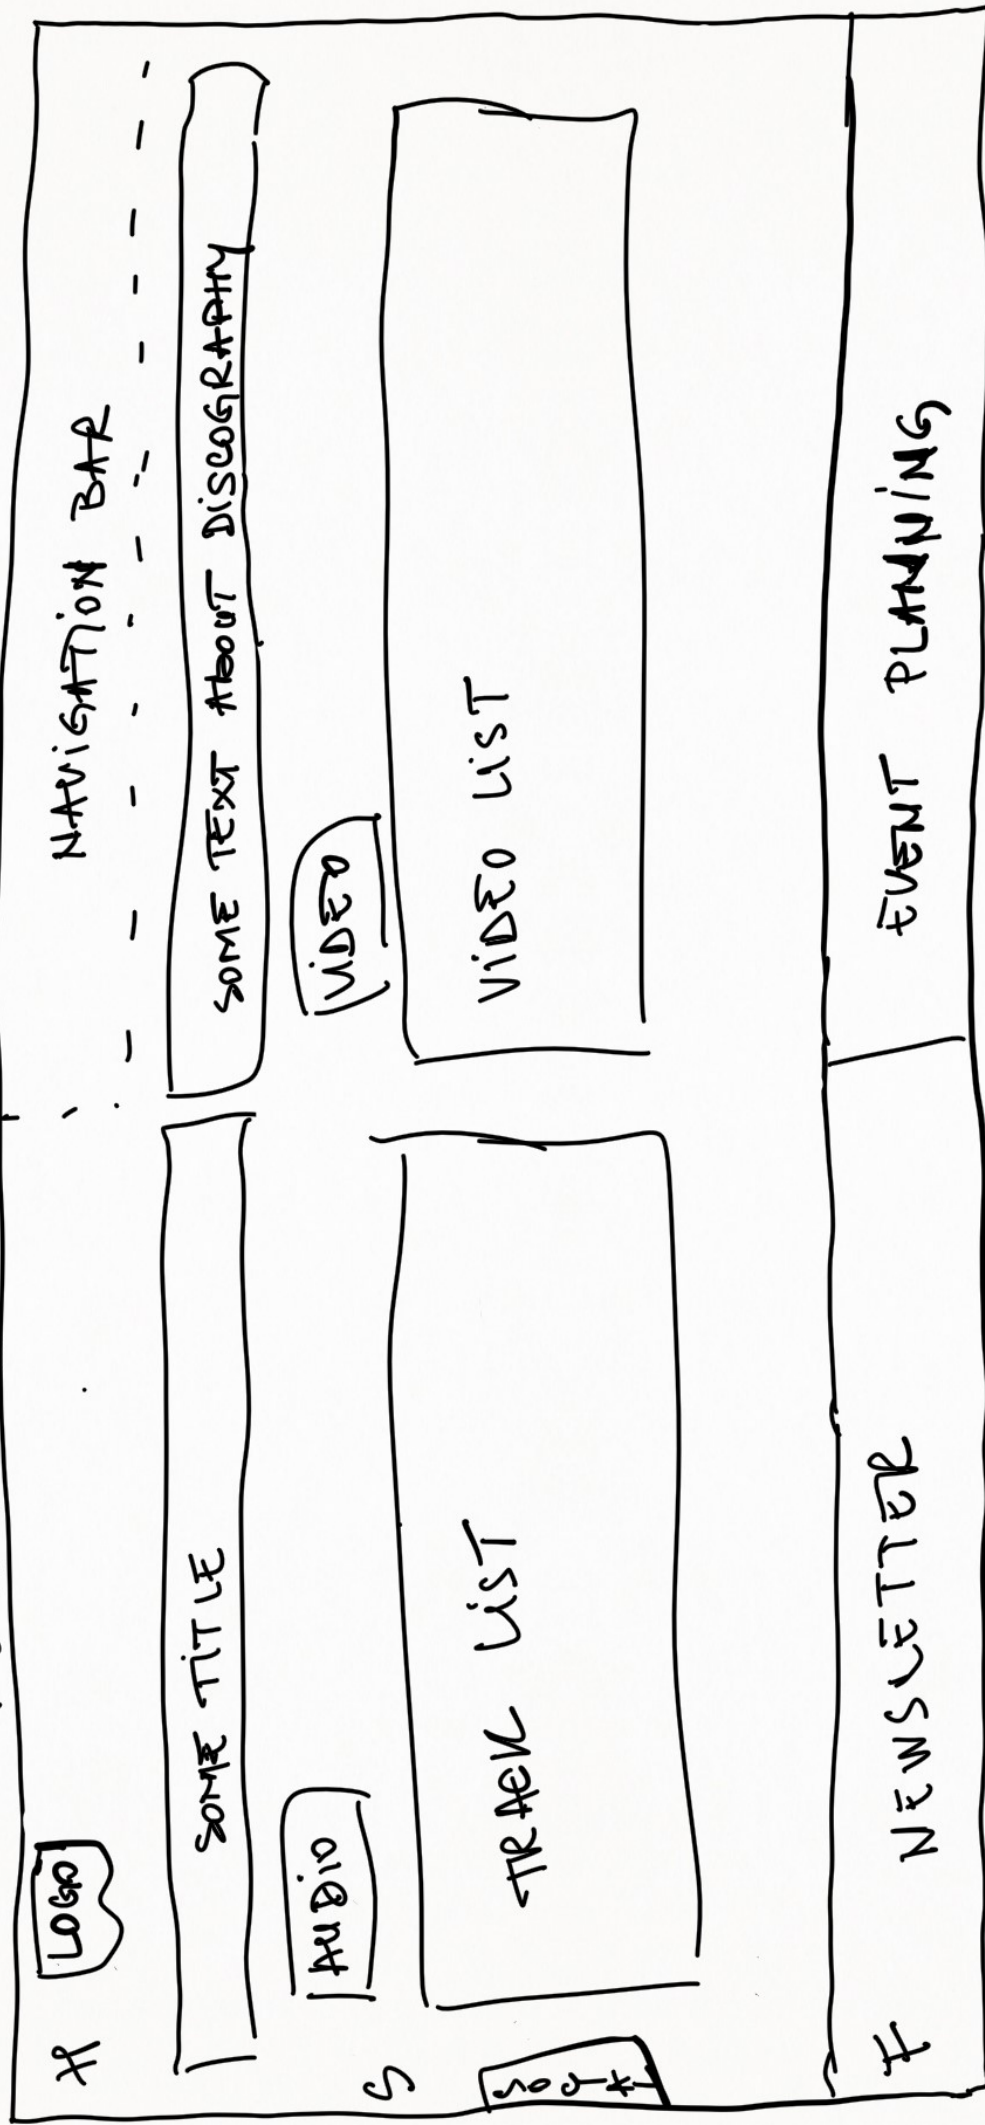 H LOGO NAVIGATION BAR
SOME TITLE SOME TEXT ABOUT DISCOGRAPHY
AUDIO VIDEO
S
TRACK LIST VIDEO LIST
F NEWSLETTER EVENT PLANNING